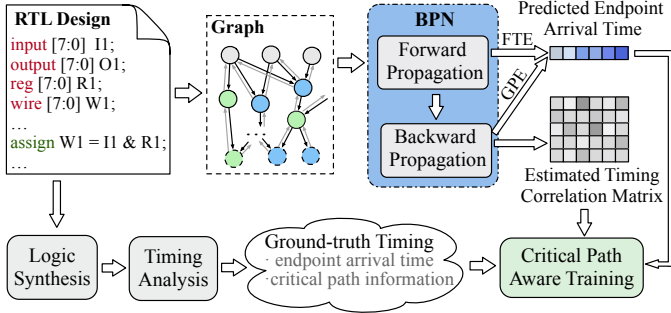 RTL Design
input [7:0] I1;
output [7:0] O1;
reg [7:0] R1;
wire [7:0] W1;
…
assign W1 = I1 & R1;
…
Graph
...
BPN
Forward
Propagation
Backward
Propagation
FTE
GPE
Predicted Endpoint
Arrival Time
Estimated Timing
Correlation Matrix
Logic
Synthesis
Timing
Analysis
Ground-truth Timing
· endpoint arrival time
· critical path information
Critical Path
Aware Training